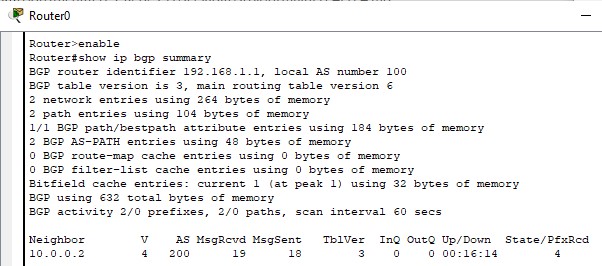 Router0
Router>enable
Router#show ip bgp summary
BGP router identifier 192.168.1.1, local AS number 100
BGP table version is 3, main routing table version 6
2 network entries using 264 bytes of memory
2 path entries using 104 bytes of memory
1/1 BGP path/bestpath attribute entries using 184 bytes of memory
2 BGP AS-PATH entries using 48 bytes of memory
0 BGP route-map cache entries using 0 bytes of memory
0 BGP filter-list cache entries using 0 bytes of memory
Bitfield cache entries: current 1 (at peak 1) using 32 bytes of memory
BGP using 632 total bytes of memory
BGP activity 2/0 prefixes, 2/0 paths, scan interval 60 secs
Neighbor V AS MsgRcvd MsgSent TblVer InQ OutQ Up/Down State/PfxRcd
10.0.0.2 4 200 19 18 3 0 0 00:16:14 4